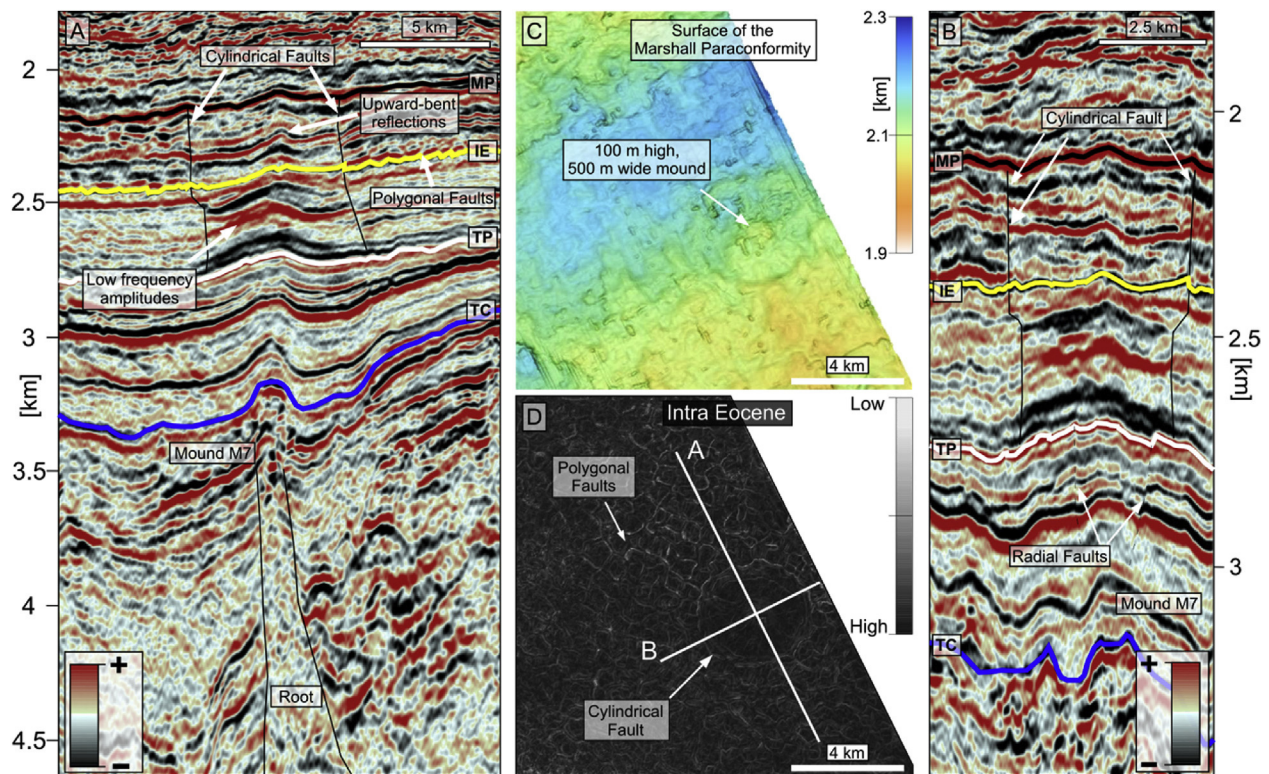 A
5 km
Cylindrical Faults
2
MP
Upward-bent
reflections
IE
2.5
Polygonal Faults
TP
Low frequency
amplitudes
3
TC
[km]
Mound M7
3.5
4
Root
4.5
+
−
C
Surface of the
Marshall Paraconformity
2.3
[km]
2.1
1.9
100 m high,
500 m wide mound
4 km
D
Intra Eocene
Low
High
A
Polygonal
Faults
B
Cylindrical
Fault
4 km
B
2.5 km
2
Cylindrical Fault
MP
IE
2.5
[km]
TP
Radial Faults
3
Mound M7
TC
+
−